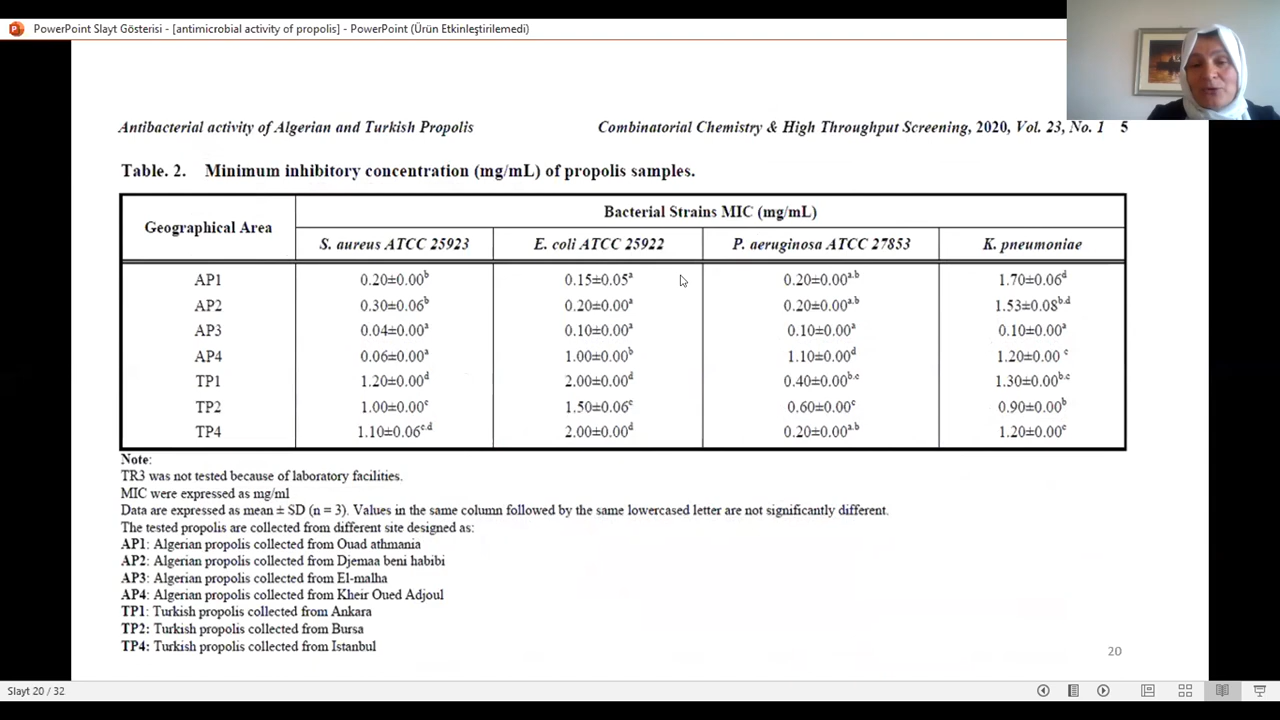 PowerPoint Slayt Gösterisi - [antimicrobial activity of propolis] - PowerPoint (Ürün Etkinleştirilemedi)
Antibacterial activity of Algerian and Turkish Propolis Combinatorial Chemistry & High Throughput Screening, 2020, Vol. 23, No. 1 5
Table. 2. Minimum inhibitory concentration (mg/mL) of propolis samples.
Geographical Area Bacterial Strains MIC (mg/mL)
S. aureus ATCC 25923 E. coli ATCC 25922 P. aeruginosa ATCC 27853 K. pneumoniae
AP1 0.20±0.00b 0.15±0.05a 0.20±0.00a.b 1.70±0.06d
AP2 0.30±0.06b 0.20±0.00a 0.20±0.00a.b 1.53±0.08b.d
AP3 0.04±0.00a 0.10±0.00a 0.10±0.00a 0.10±0.00a
AP4 0.06±0.00a 1.00±0.00b 1.10±0.00d 1.20±0.00 c
TP1 1.20±0.00d 2.00±0.00d 0.40±0.00b.c 1.30±0.00b.c
TP2 1.00±0.00c 1.50±0.06c 0.60±0.00c 0.90±0.00b
TP4 1.10±0.06c.d 2.00±0.00d 0.20±0.00a.b 1.20±0.00c
Note:
TR3 was not tested because of laboratory facilities.
MIC were expressed as mg/ml
Data are expressed as mean ± SD (n = 3). Values in the same column followed by the same lowercased letter are not significantly different.
The tested propolis are collected from different site designed as:
AP1: Algerian propolis collected from Ouad athmania
AP2: Algerian propolis collected from Djemaa beni habibi
AP3: Algerian propolis collected from El-malha
AP4: Algerian propolis collected from Kheir Oued Adjoul
TP1: Turkish propolis collected from Ankara
TP2: Turkish propolis collected from Bursa
TP4: Turkish propolis collected from Istanbul
20
Slayt 20 / 32